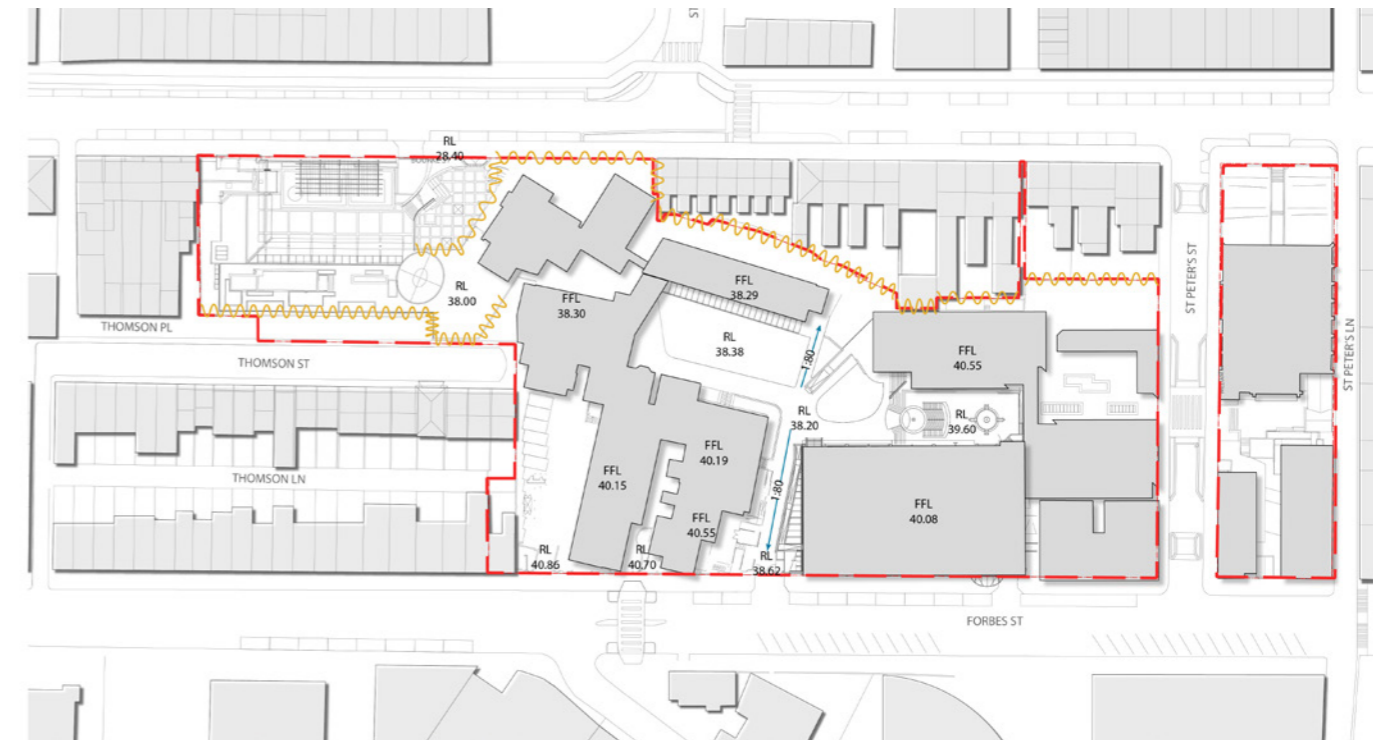 ST
RL
28.40
RL
38.00
FFL
38.30
FFL
38.29
RL
38.38
1:80
FFL
40.55
ST PETER'S ST
ST PETER'S LN
THOMSON PL
THOMSON ST
RL
38.20
RL
39.60
THOMSON LN
FFL
40.19
FFL
40.15
1:80
FFL
40.08
FFL
40.55
RL
40.86
RL
40.70
RL
38.62
FORBES ST